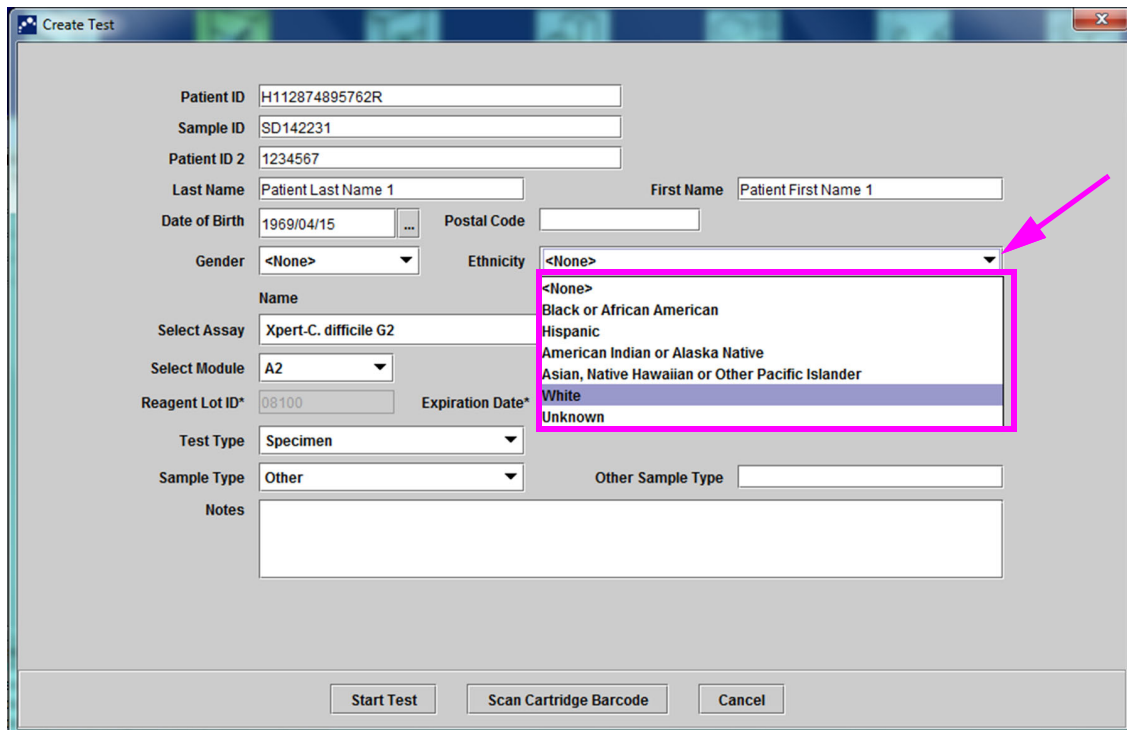 Create Test
Patient ID H112874895762R
Sample ID SD142231
Patient ID 2 1234567
Last Name Patient Last Name 1 First Name Patient First Name 1
Date of Birth 1969/04/15 ... Postal Code
Gender <None> Ethnicity <None>
<None>
Name
Black or African American
Select Assay Xpert-C. difficile G2 Hispanic
American Indian or Alaska Native
Select Module A2 Asian, Native Hawaiian or Other Pacific Islander
Reagent Lot ID* 08100 Expiration Date* White
Unknown
Test Type Specimen
Sample Type Other Other Sample Type
Notes
Start Test Scan Cartridge Barcode Cancel